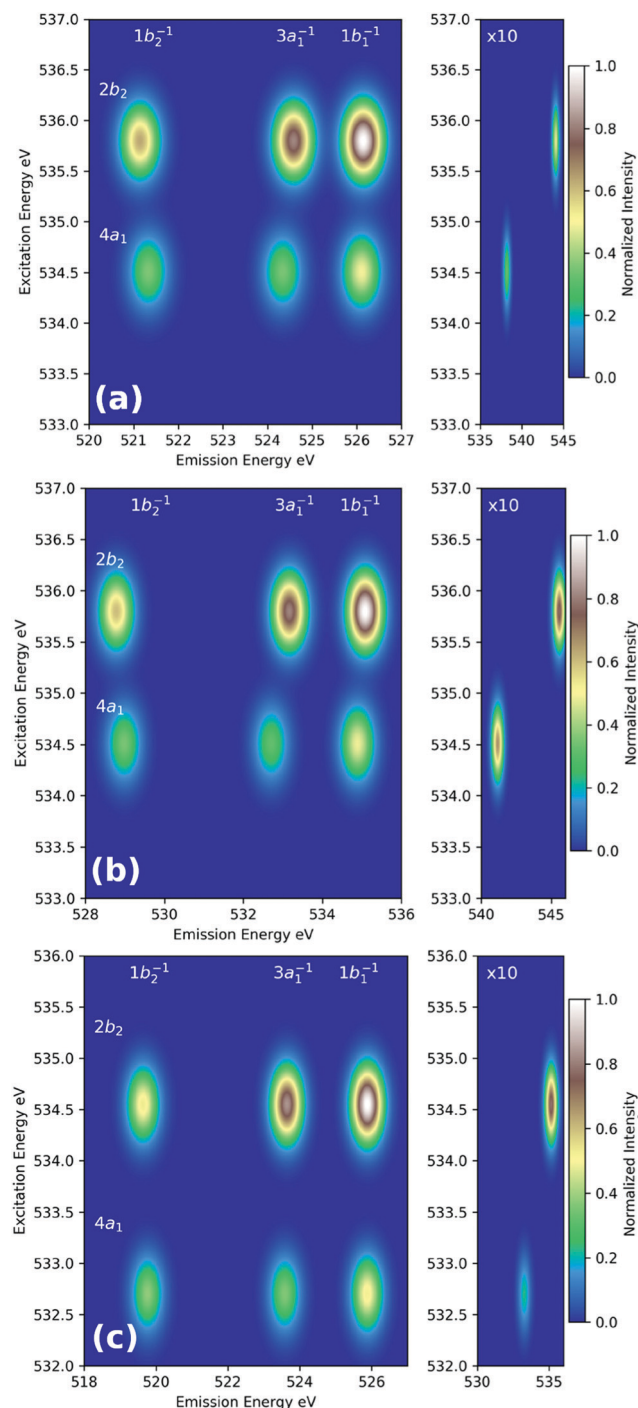 1b₂⁻¹ 3a₁⁻¹ 1b₁⁻¹
2b₂
4a₁
(a)
Excitation Energy eV
537.0
536.5
536.0
535.5
535.0
534.5
534.0
533.5
533.0
520 521 522 523 524 525 526 527
Emission Energy eV
x10
537.0
536.5
536.0
535.5
535.0
534.5
534.0
533.5
533.0
535 540 545
1.0
0.8
0.6
0.4
0.2
0.0
Normalized Intensity
1b₂⁻¹ 3a₁⁻¹ 1b₁⁻¹
2b₂
4a₁
(b)
Excitation Energy eV
537.0
536.5
536.0
535.5
535.0
534.5
534.0
533.5
533.0
528 530 532 534 536
Emission Energy eV
x10
537.0
536.5
536.0
535.5
535.0
534.5
534.0
533.5
533.0
540 545
1.0
0.8
0.6
0.4
0.2
0.0
Normalized Intensity
1b₂⁻¹ 3a₁⁻¹ 1b₁⁻¹
2b₂
4a₁
(c)
Excitation Energy eV
536.0
535.5
535.0
534.5
534.0
533.5
533.0
532.5
532.0
518 520 522 524 526
Emission Energy eV
x10
536.0
535.5
535.0
534.5
534.0
533.5
533.0
532.5
532.0
530 535
1.0
0.8
0.6
0.4
0.2
0.0
Normalized Intensity